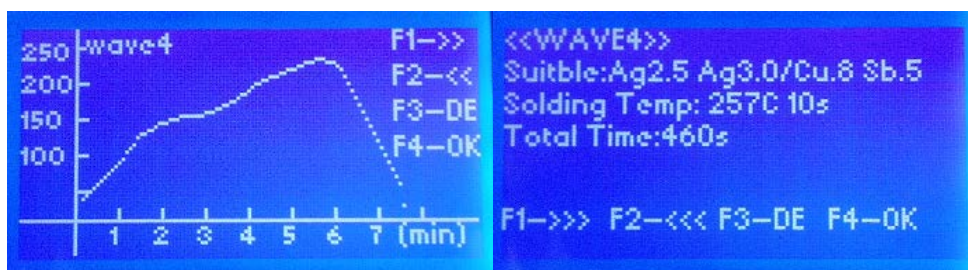 wave4 F1->>
250
F2-<<
200
F3-DE
150
F4-OK
100
1 2 3 4 5 6 7 (min)
<<WAVE4>>
Suitble:Ag2.5 Ag3.0/Cu.8 Sb.5
Solding Temp: 257C 10s
Total Time:460s
F1->>> F2-<<< F3-DE F4-OK